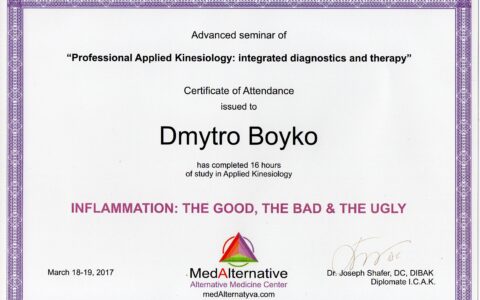 Advanced seminar of
“Professional Applied Kinesiology: integrated diagnostics and therapy”
Certificate of Attendance
issued to
Dmytro Boyko
has completed 16 hours
of study in Applied Kinesiology
INFLAMMATION: THE GOOD, THE BAD & THE UGLY
MedAlternative
Alternative Medicine Center
medAlternatyva.com
March 18-19, 2017
Dr. Joseph Shafer, DC, DIBAK
Diplomate I.C.A.K.